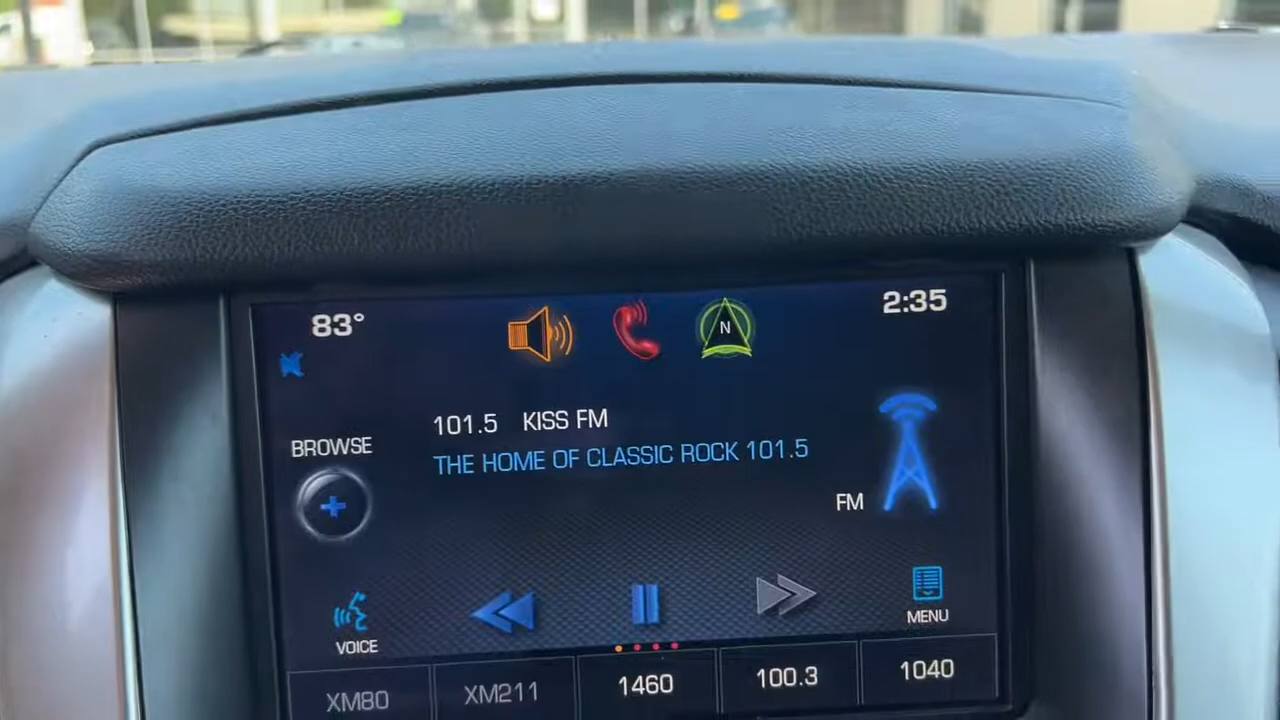 83°
N
2:35
101.5 KISS FM
THE HOME OF CLASSIC ROCK 101.5
BROWSE
FM
VOICE
MENU
XM80
XM211
1460
100.3
1040